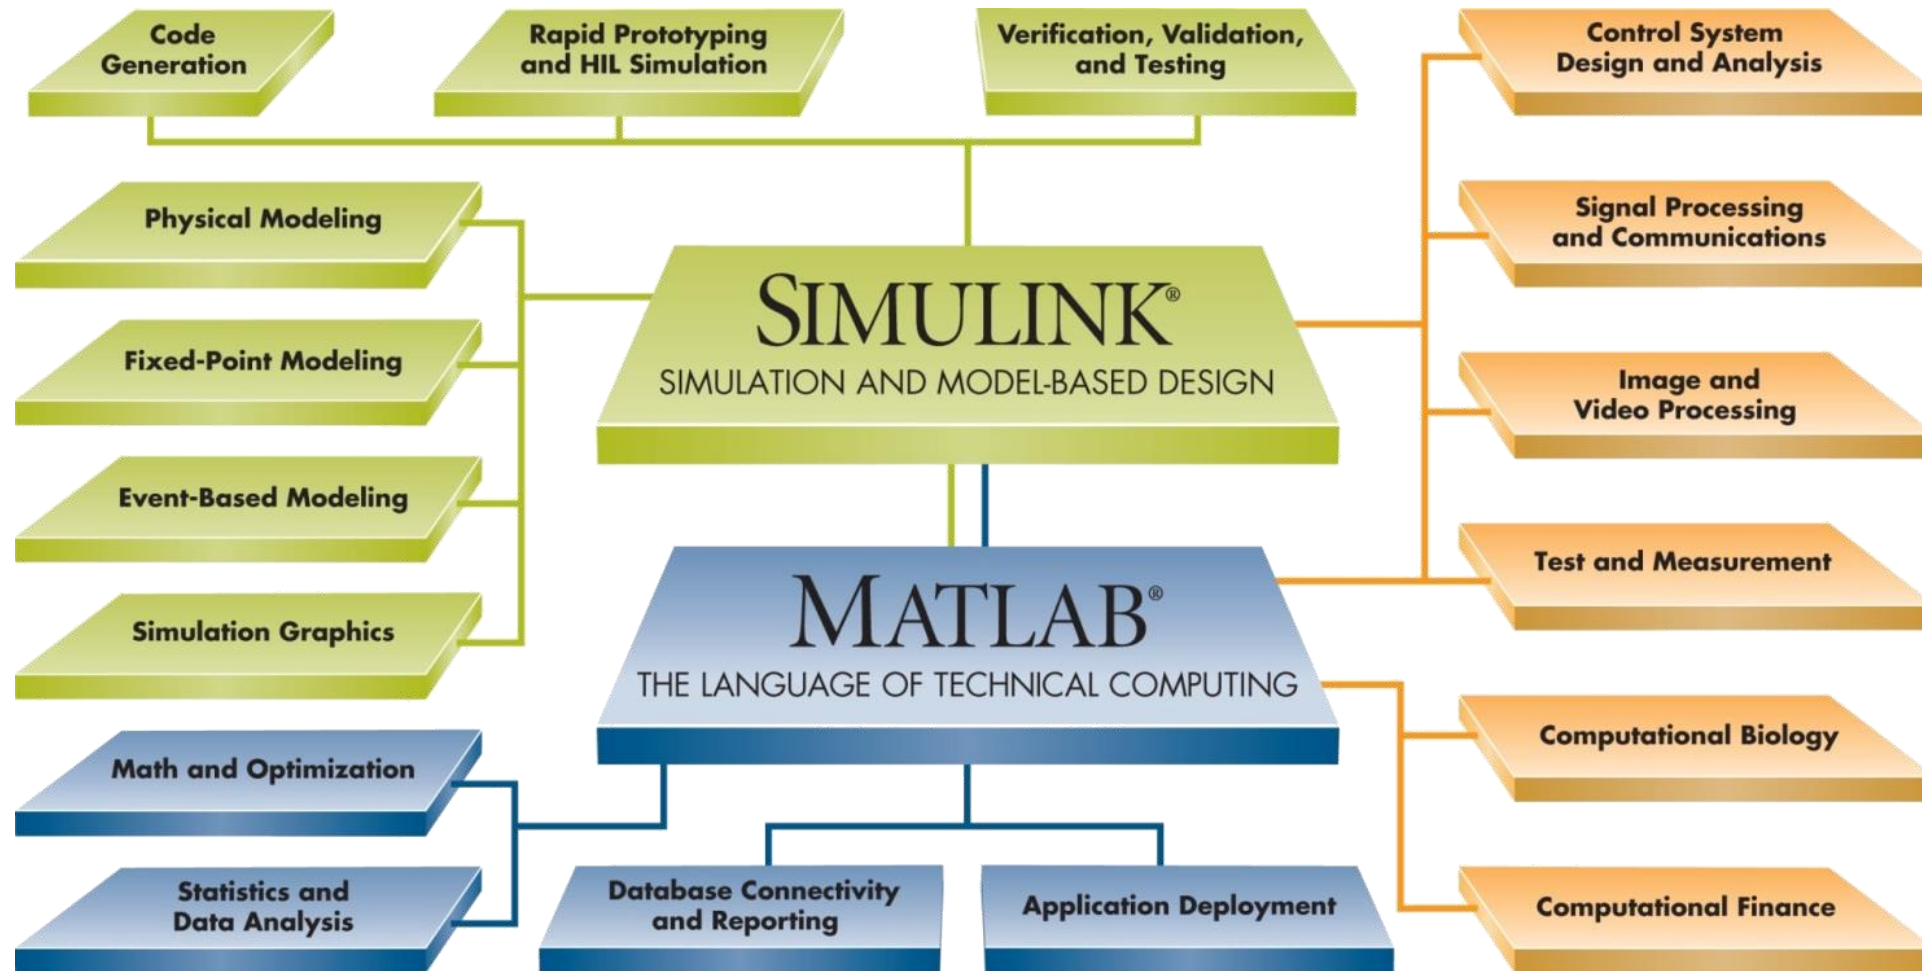 Code
Generation
Rapid Prototyping
and HIL Simulation
Verification, Validation,
and Testing
Control System
Design and Analysis
Physical Modeling
Signal Processing
and Communications
SIMULINK®
SIMULATION AND MODEL-BASED DESIGN
Fixed-Point Modeling
Image and
Video Processing
Event-Based Modeling
Test and Measurement
Simulation Graphics
MATLAB®
THE LANGUAGE OF TECHNICAL COMPUTING
Math and Optimization
Computational Biology
Statistics and
Data Analysis
Database Connectivity
and Reporting
Application Deployment
Computational Finance